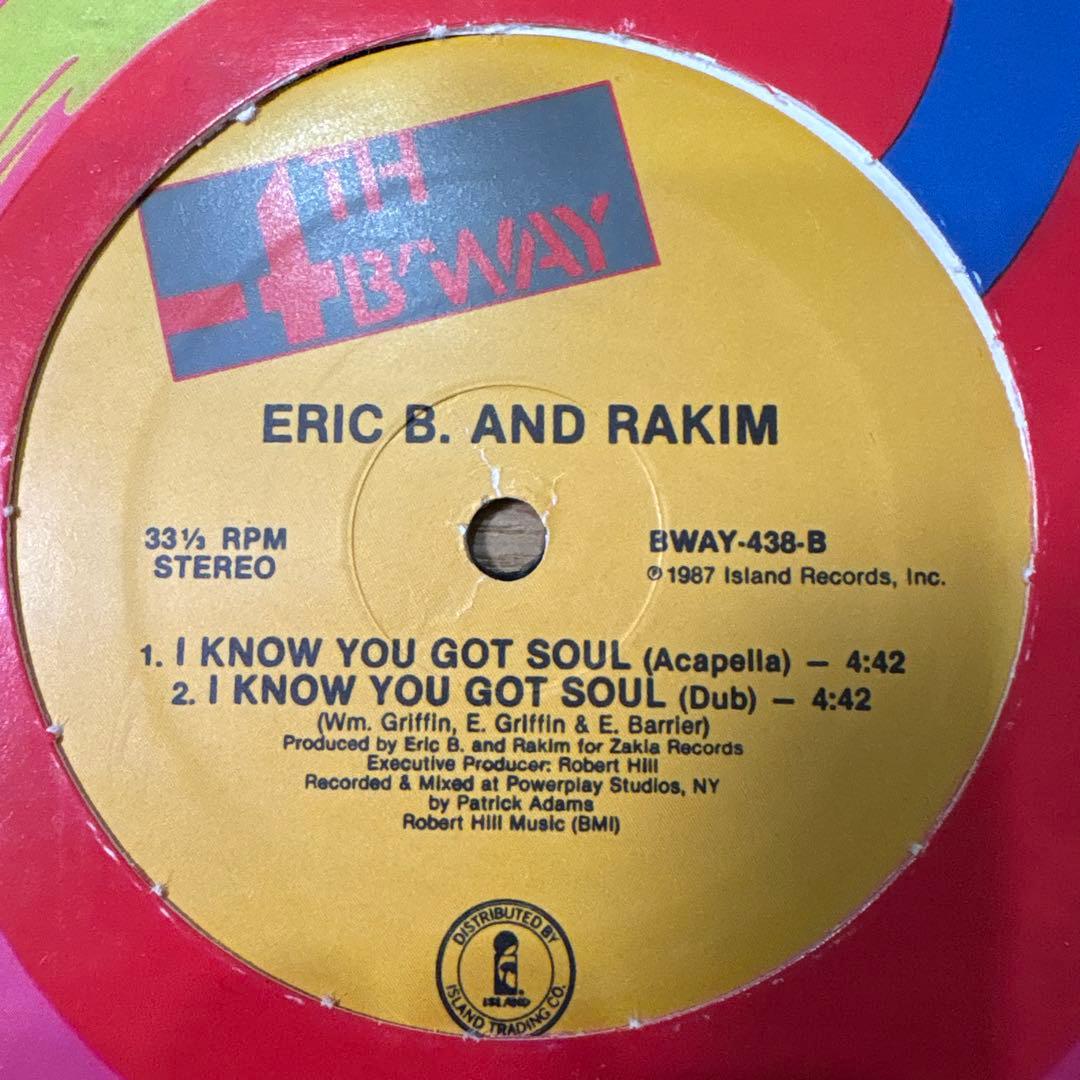 4TH
B'WAY
ERIC B. AND RAKIM
33⅓ RPM
STEREO
BWAY-438-B
℗ 1987 Island Records, Inc.
1. I KNOW YOU GOT SOUL (Acapella) — 4:42
2. I KNOW YOU GOT SOUL (Dub) — 4:42
(Wm. Griffin, E. Griffin & E. Barrier)
Produced by Eric B. and Rakim for Zakia Records
Executive Producer: Robert Hill
Recorded & Mixed at Powerplay Studios, NY
by Patrick Adams
Robert Hill Music (BMI)
DISTRIBUTED BY
ISLAND
ISLAND TRADING CO.